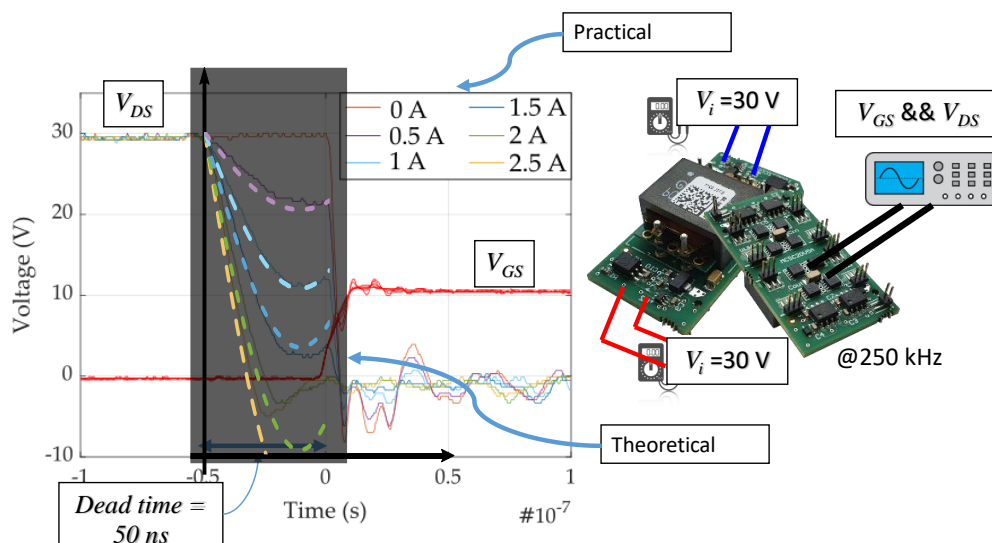 Practical
V_DS
0 A
1.5 A
0.5 A
2 A
1 A
2.5 A
V_i =30 V
V_GS && V_DS
30
20
10
0
-10
Voltage (V)
V_GS
V_i =30 V
@250 kHz
Theoretical
-1
-0.5
0
0.5
1
Time (s)
#10⁻⁷
Dead time =
50 ns